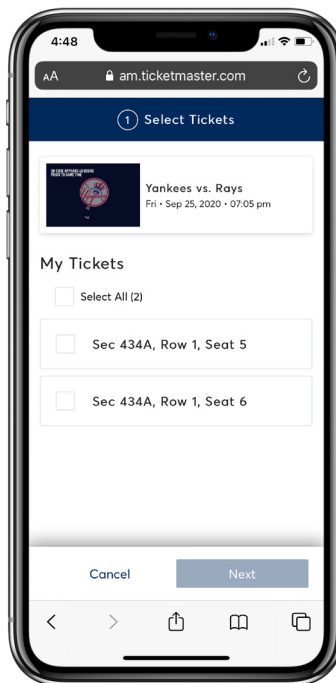 4:48
AA am.ticketmaster.com
1 Select Tickets
Yankees vs. Rays
Fri • Sep 25, 2020 • 07:05 pm
My Tickets
Select All (2)
Sec 434A, Row 1, Seat 5
Sec 434A, Row 1, Seat 6
Cancel Next